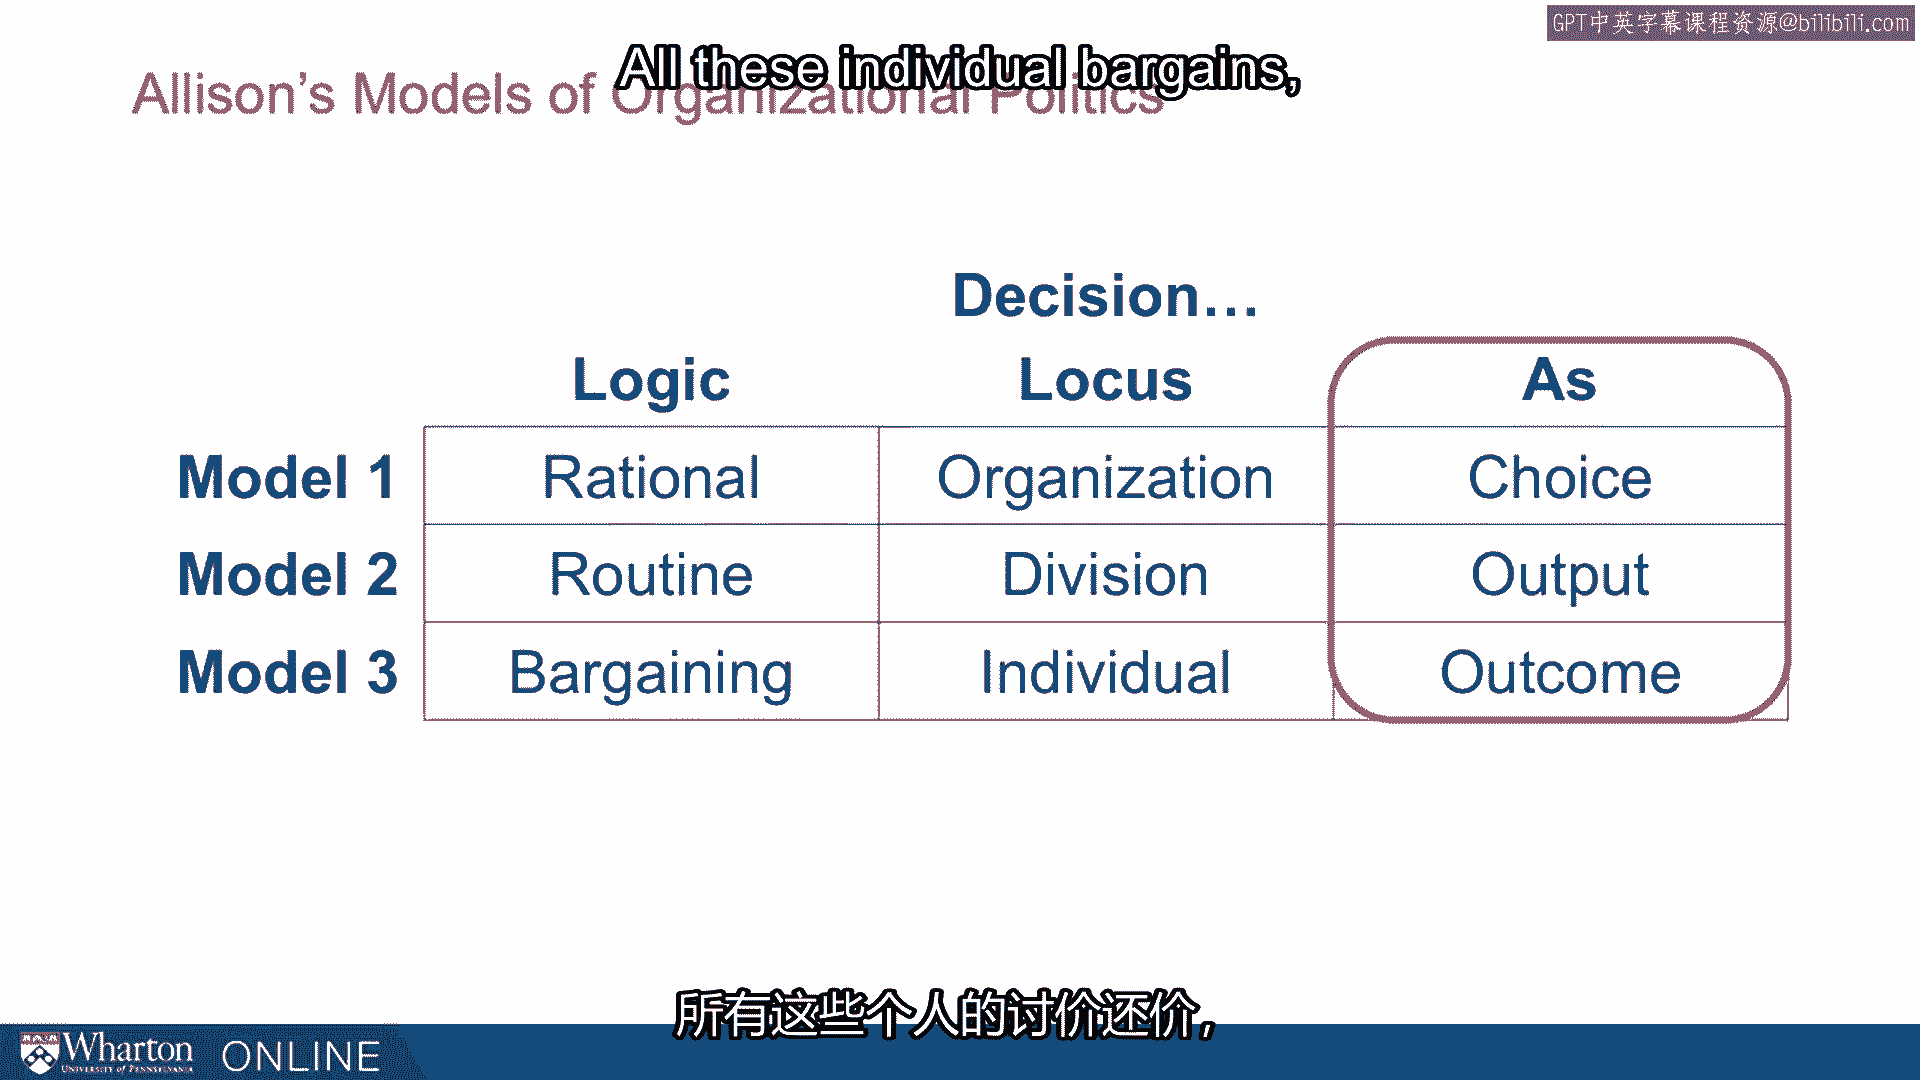 GPT中英字幕课程资源@bilibili.com
All these individual bargains,
Allison's Models of Organizational Politics
Decision…
Logic Locus As
Model 1 Rational Organization Choice
Model 2 Routine Division Output
Model 3 Bargaining Individual Outcome
所有这些个人的讨价还价，
Wharton ONLINE
UNIVERSITY of PENNSYLVANIA